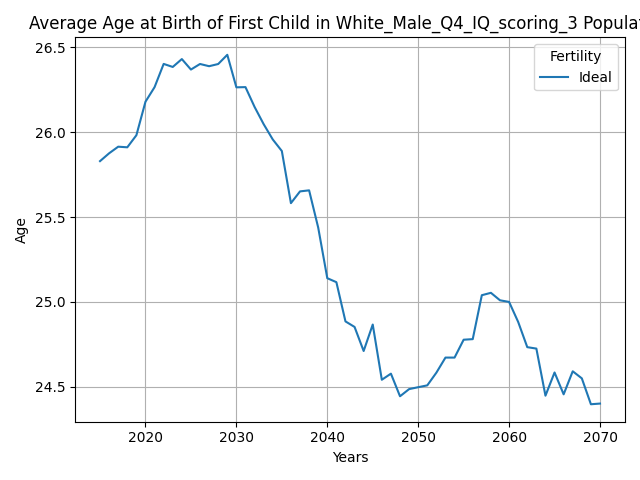 Average Age at Birth of First Child in White_Male_Q4_IQ_scoring_3 Populat
26.5
26.0
25.5
25.0
24.5
Age
Fertility
Ideal
2020 2030 2040 2050 2060 2070
Years